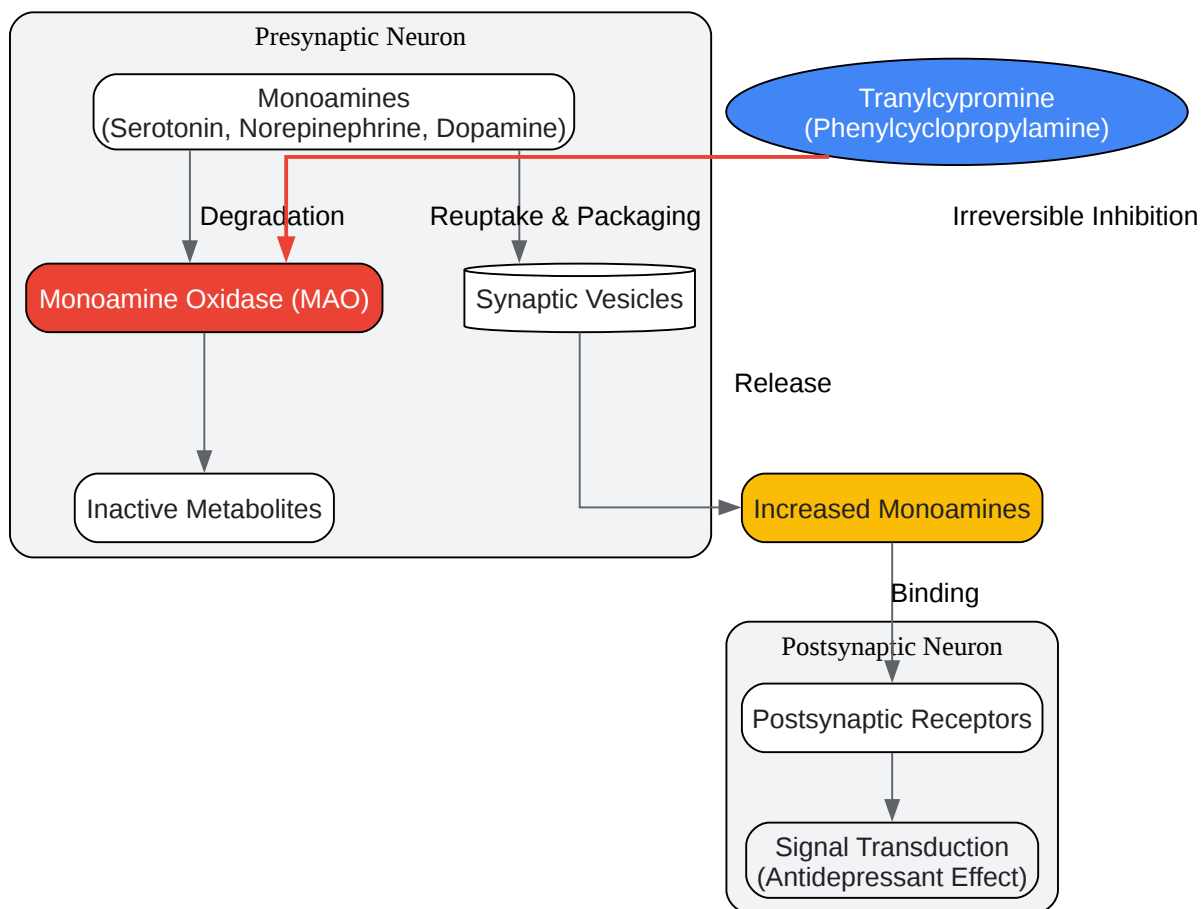 Presynaptic Neuron
Monoamines
(Serotonin, Norepinephrine, Dopamine)
Tranylcypromine
(Phenylcyclopropylamine)
Degradation
Reuptake & Packaging
Irreversible Inhibition
Monoamine Oxidase (MAO)
Synaptic Vesicles
Release
Inactive Metabolites
Increased Monoamines
Binding
Postsynaptic Neuron
Postsynaptic Receptors
Signal Transduction
(Antidepressant Effect)